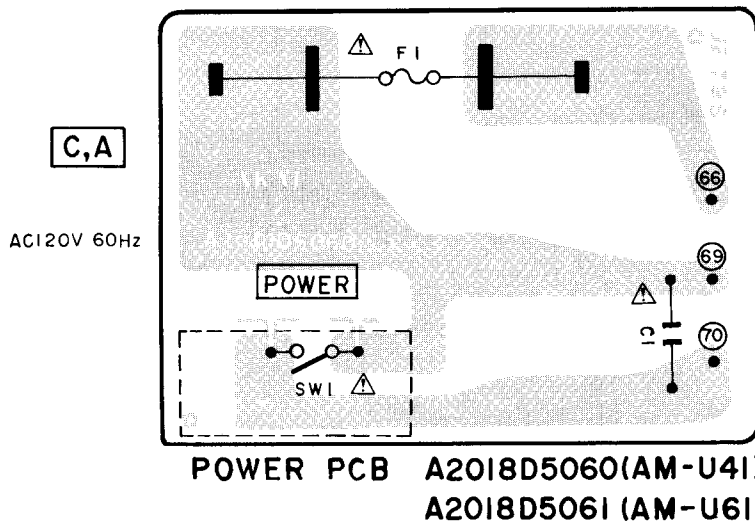 F1
C,A
66
AC120V 60Hz
69
POWER
C1
70
SW1
POWER PCB A2018D5060(AM-U41)
A2018D5061(AM-U61